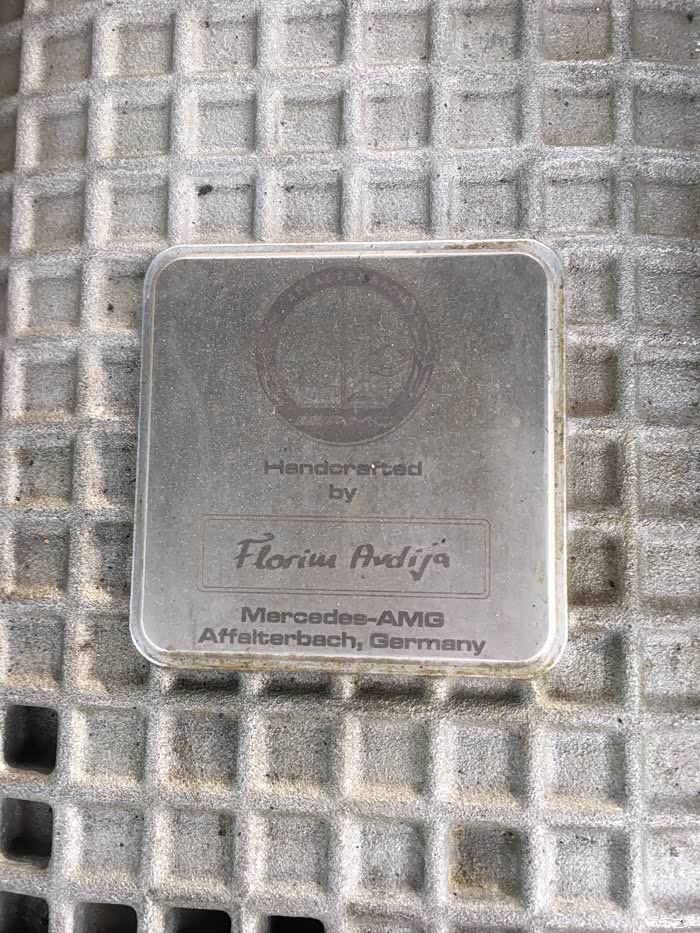 Handcrafted
by
Florim Avdija
Mercedes-AMG
Affalterbach, Germany